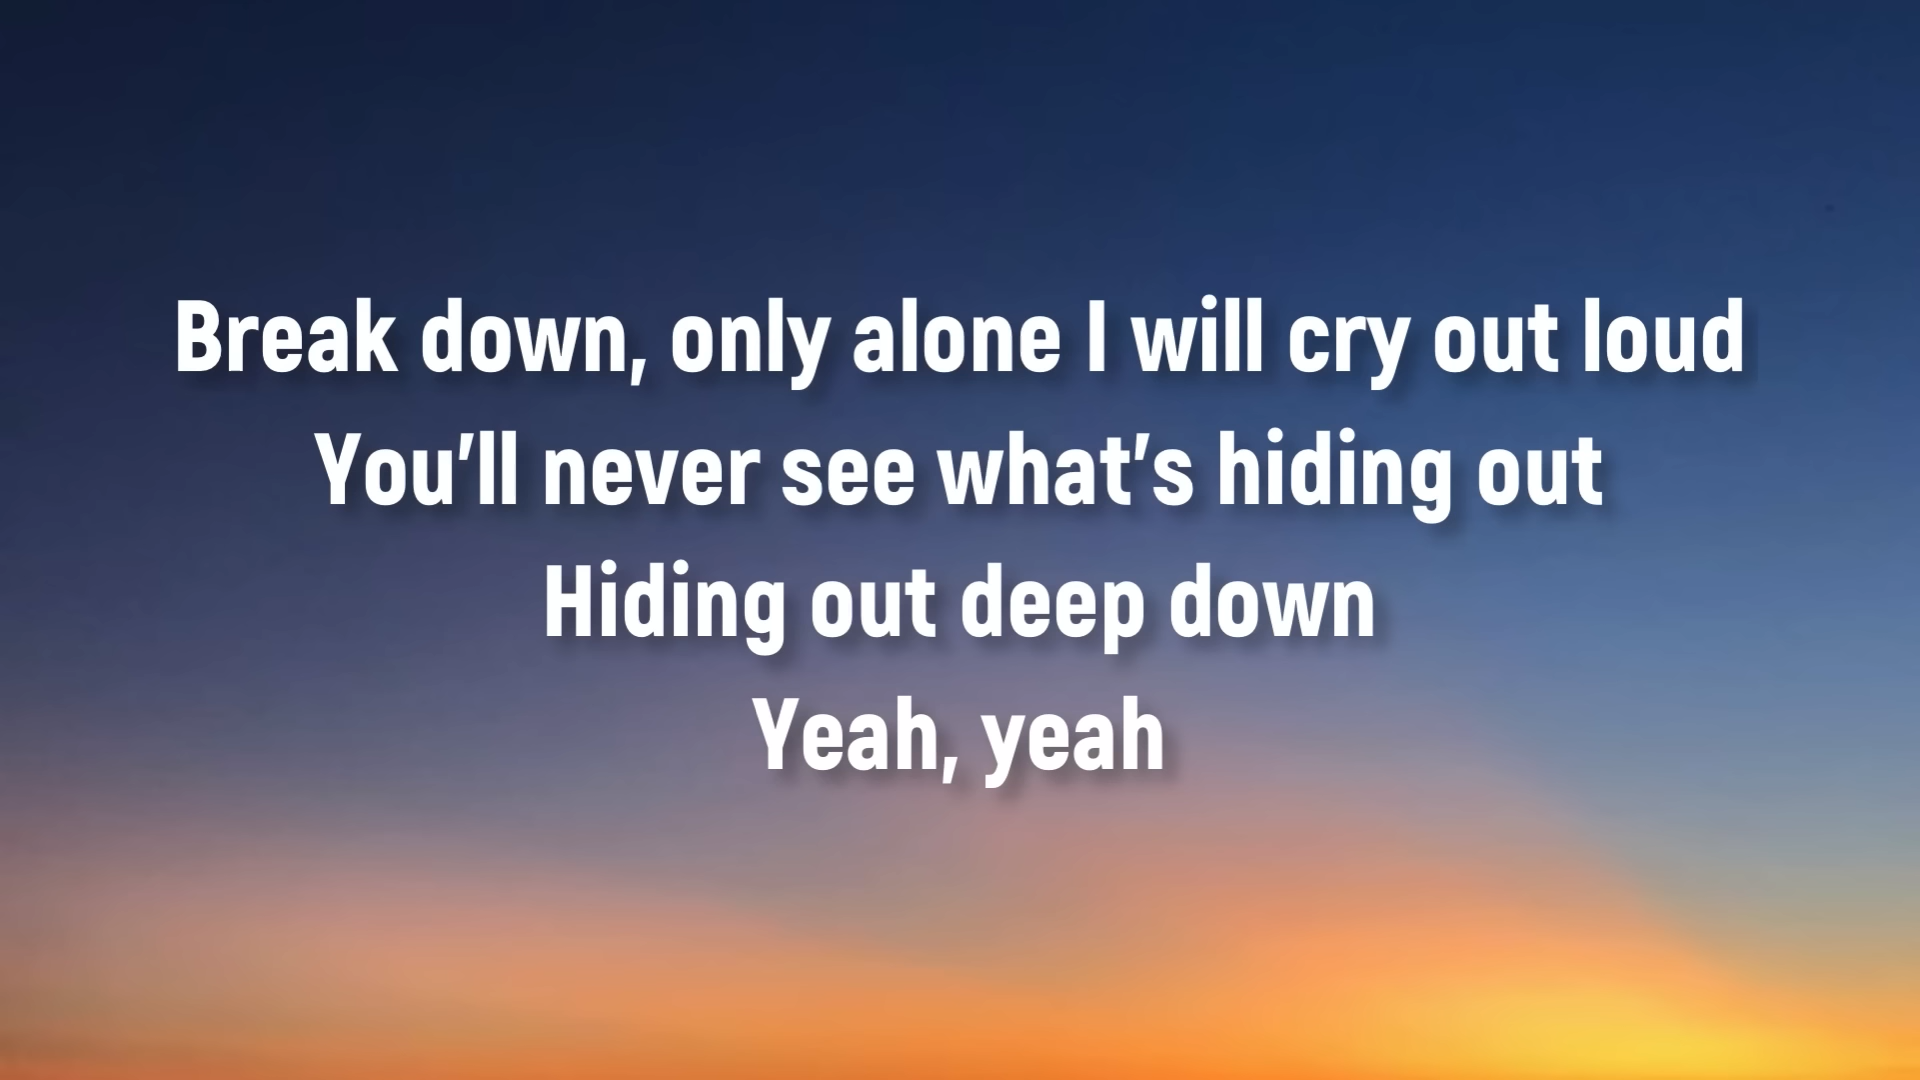 Break down, only alone I will cry out loud
You'll never see what's hiding out
Hiding out deep down
Yeah, yeah